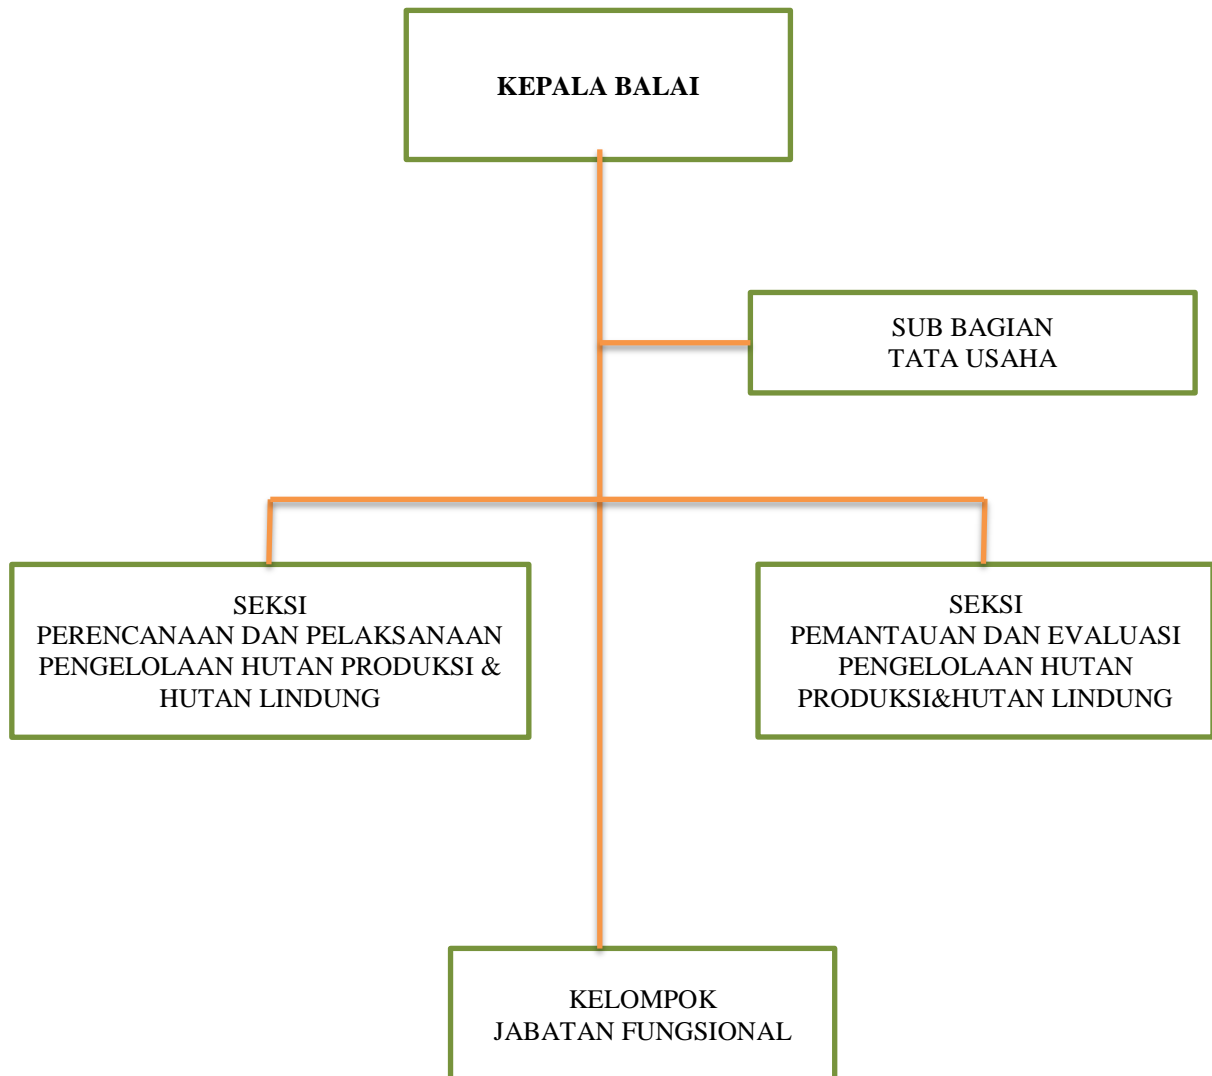 KEPALA BALAI
SUB BAGIAN
TATA USAHA
SEKSI
PERENCANAAN DAN PELAKSANAAN
PENGELOLAAN HUTAN PRODUKSI &
HUTAN LINDUNG
SEKSI
PEMANTAUAN DAN EVALUASI
PENGELOLAAN HUTAN
PRODUKSI&HUTAN LINDUNG
KELOMPOK
JABATAN FUNGSIONAL